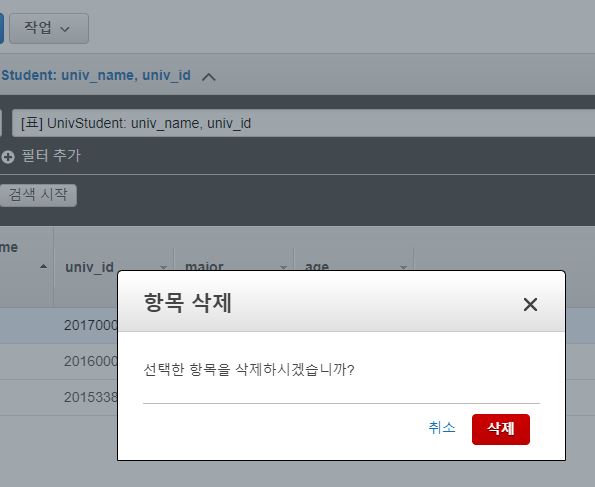 작업
Student: univ_name, univ_id
[표] UnivStudent: univ_name, univ_id
필터 추가
검색 시작
me
univ_id major age
2017000
2016000
2015338
항목 삭제
선택한 항목을 삭제하시겠습니까?
취소 삭제